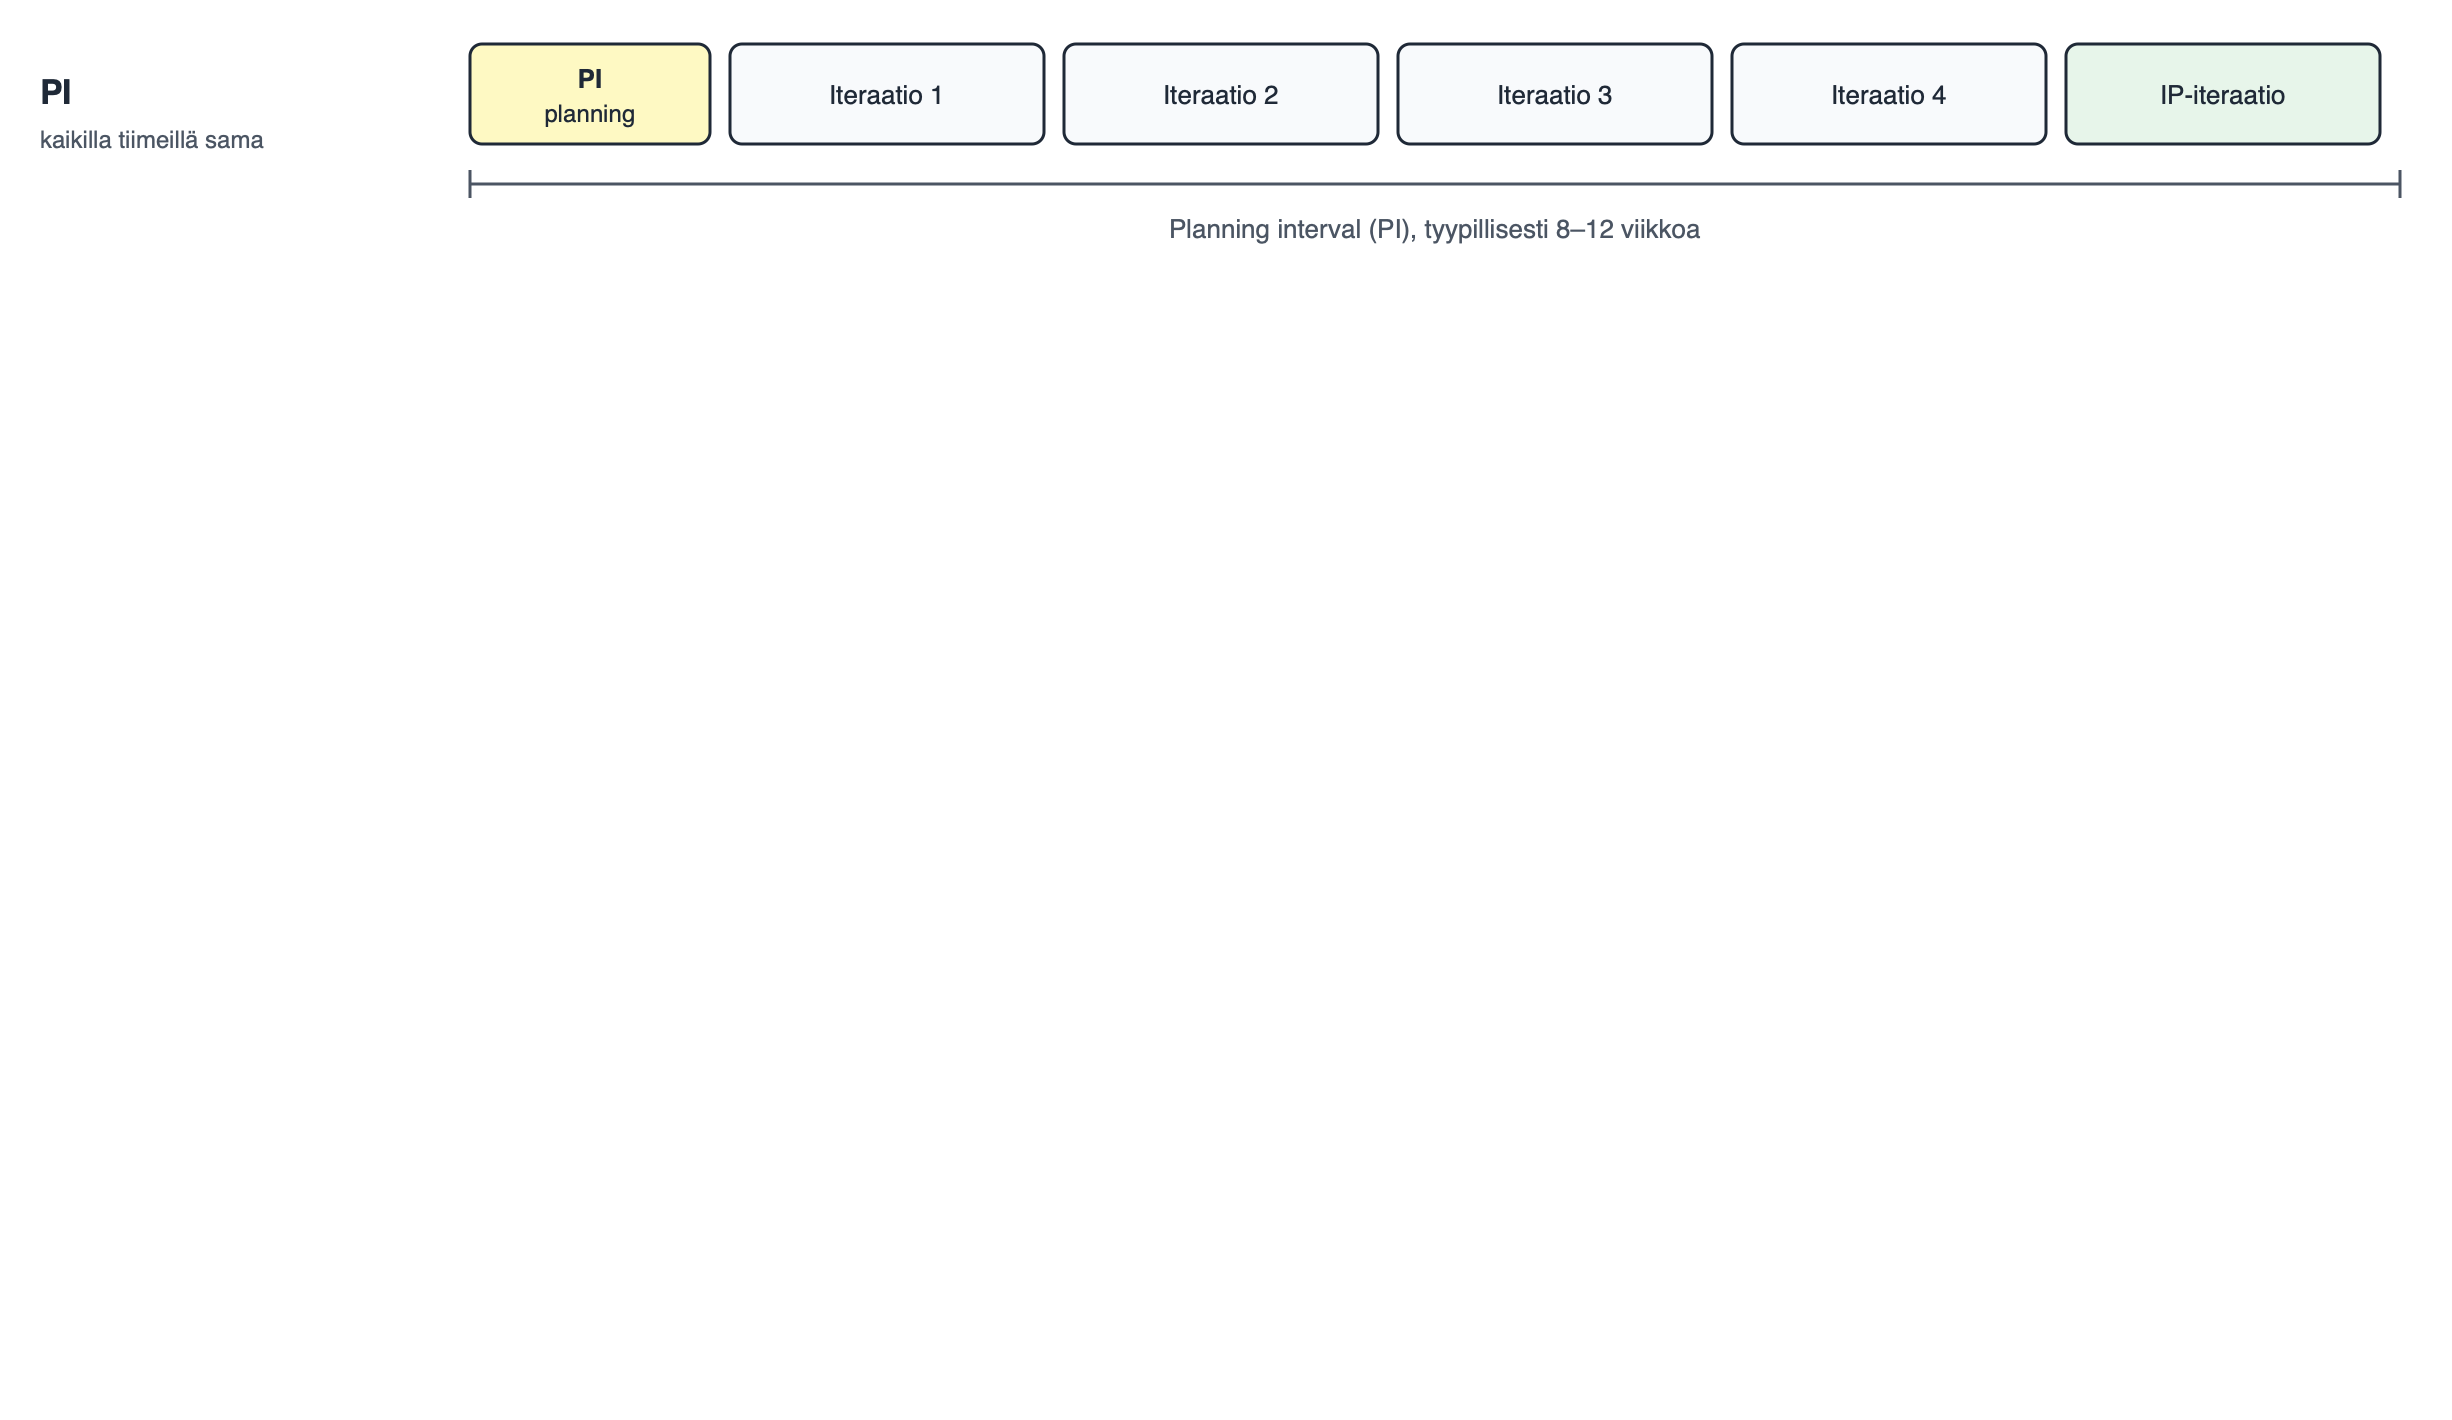 PI
kaikilla tiimeillä sama
PI
planning
Iteraatio 1
Iteraatio 2
Iteraatio 3
Iteraatio 4
IP-iteraatio
Planning interval (PI), tyypillisesti 8–12 viikkoa